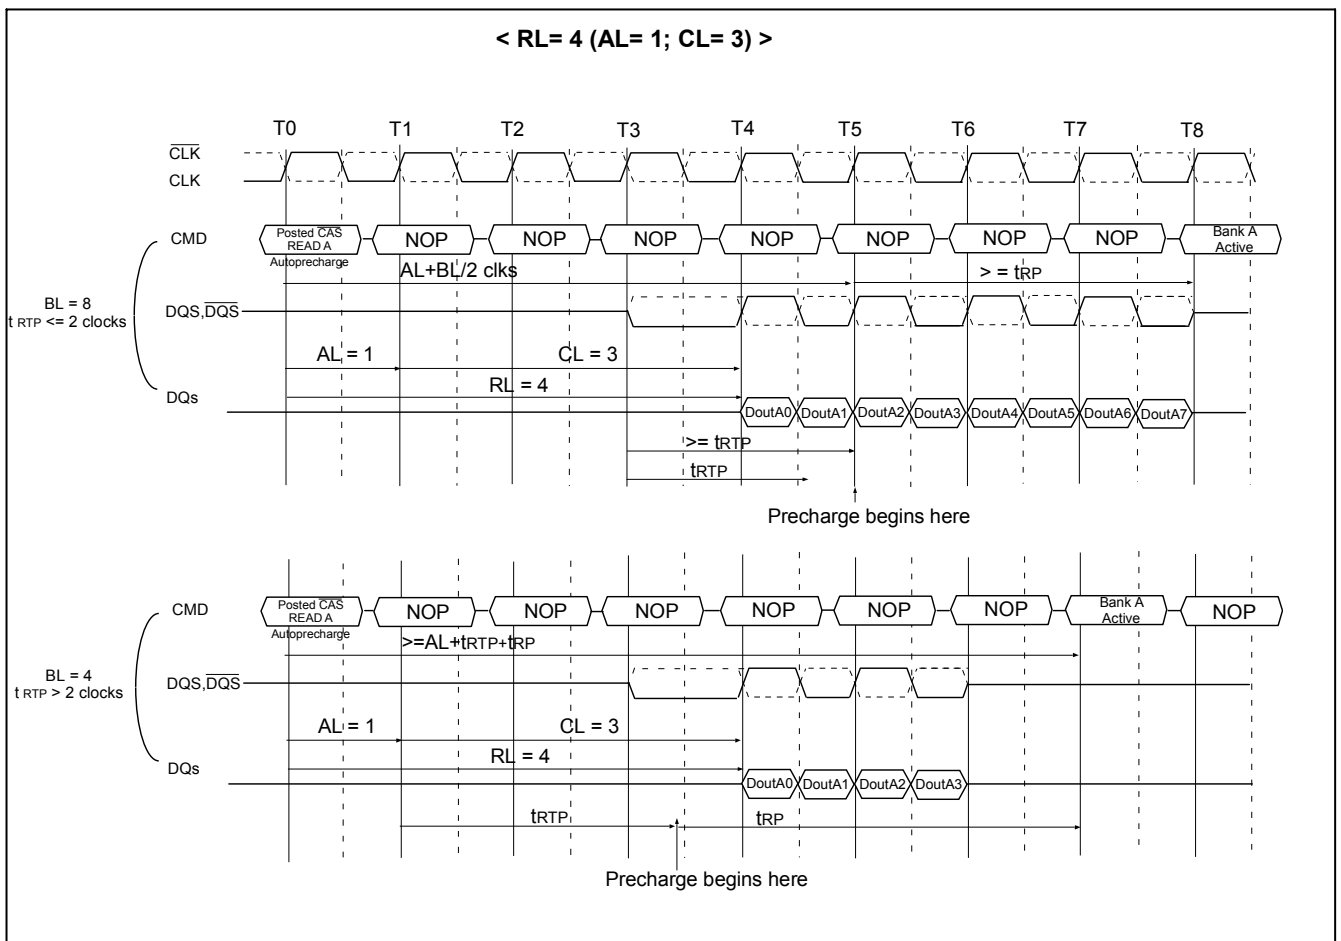 < RL= 4 (AL= 1; CL= 3) >
T0 T1 T2 T3 T4 T5 T6 T7 T8
CLK
CLK
CMD
Posted CAS
READ A
Autoprecharge
NOP NOP NOP NOP NOP NOP NOP
Bank A
Active
AL+BL/2 clks
> = tRP
BL = 8
t RTP <= 2 clocks
DQS,DQS
AL = 1
CL = 3
RL = 4
DQs
DoutA0 DoutA1 DoutA2 DoutA3 DoutA4 DoutA5 DoutA6 DoutA7
>= tRTP
tRTP
Precharge begins here
CMD
Posted CAS
READ A
Autoprecharge
NOP NOP NOP NOP NOP NOP
Bank A
Active
NOP
>=AL+tRTP+tRP
BL = 4
t RTP > 2 clocks
DQS,DQS
AL = 1
CL = 3
RL = 4
DQs
DoutA0 DoutA1 DoutA2 DoutA3
tRTP
tRP
Precharge begins here